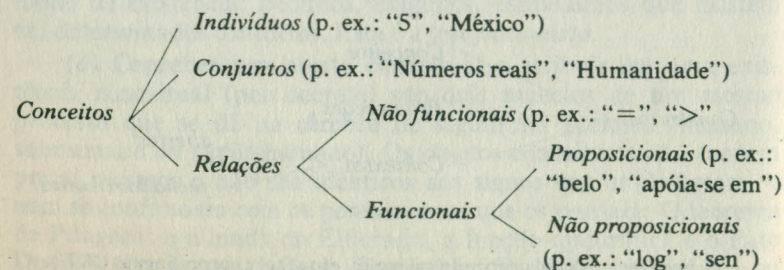 Indivíduos (p. ex.: “5”, “México”)
Conjuntos (p. ex.: “Números reais”, “Humanidade”)
Conceitos
Não funcionais (p. ex.: “=”, “>”
Relações
Proposicionais (p. ex.:
“belo”, “apóia-se em”)
Funcionais
Não proposicionais
(p. ex.: “log”, “sen”)